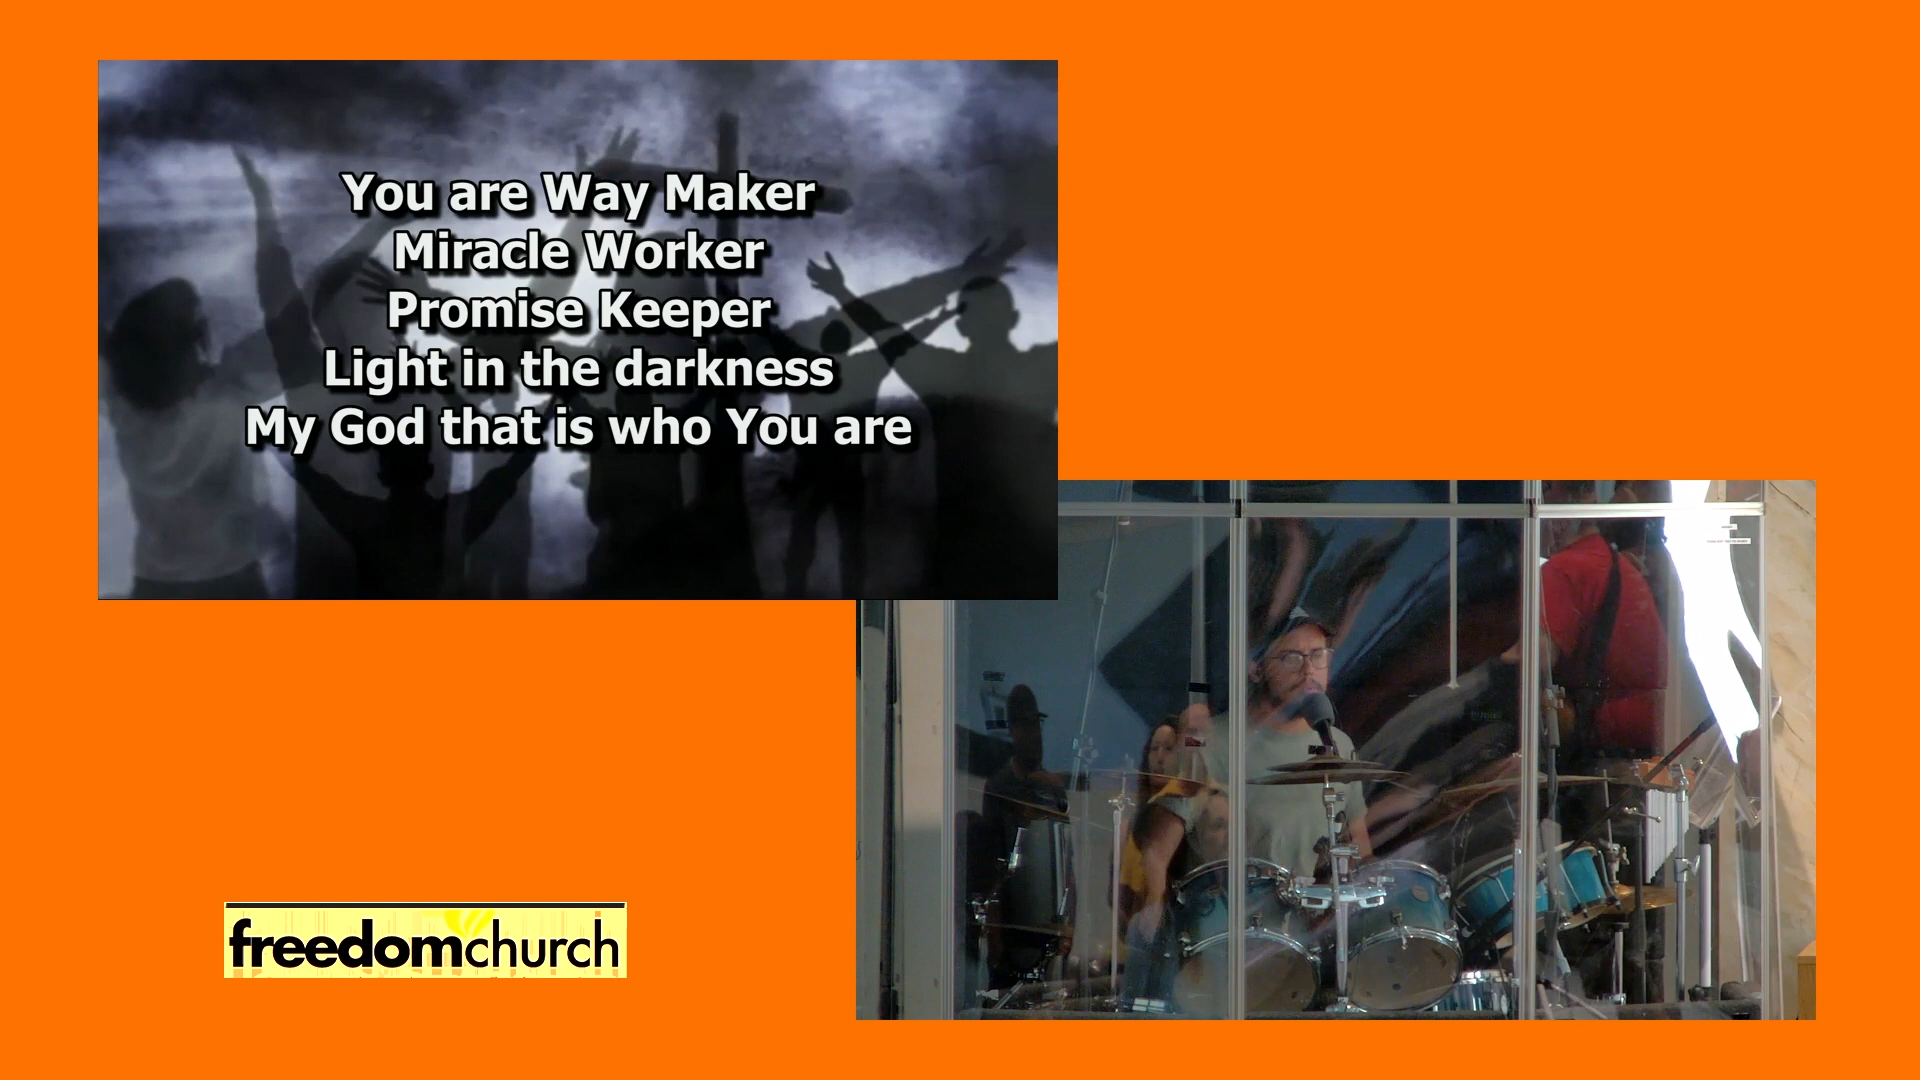 You are Way Maker
Miracle Worker
Promise Keeper
Light in the darkness
My God that is who You are
freedomchurch